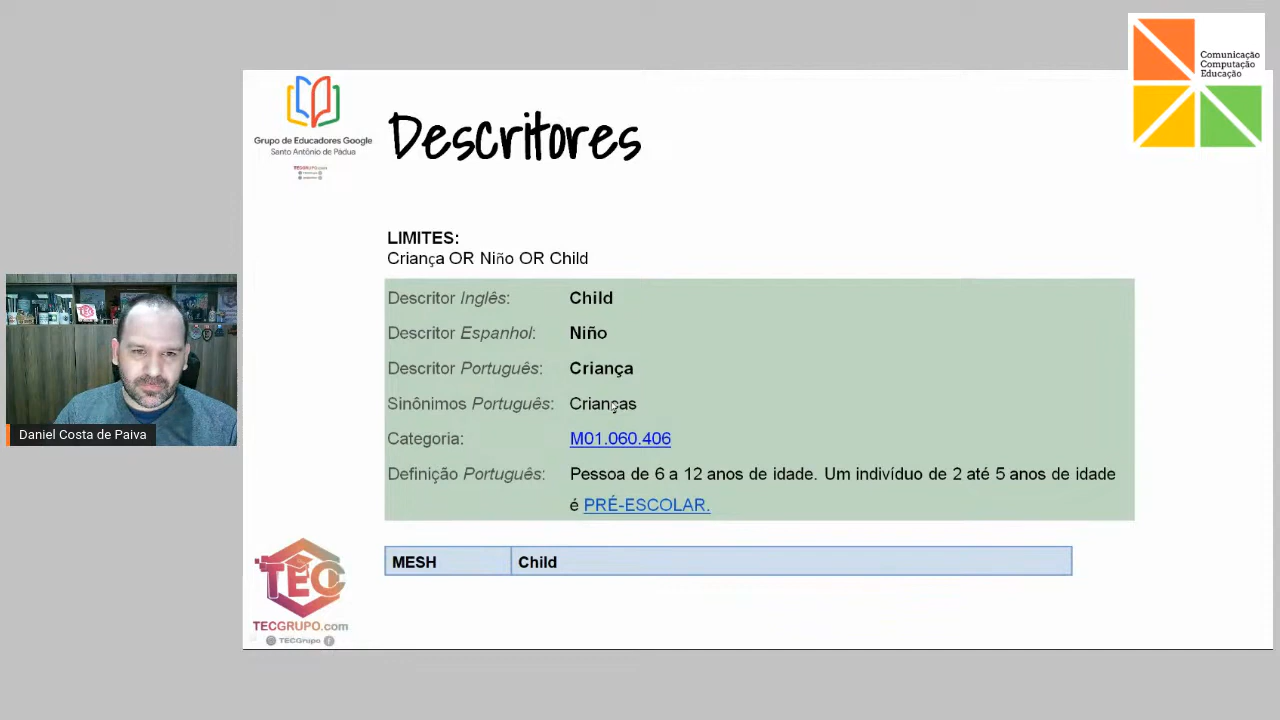 Comunicação
Computação
Educação
Grupo de Educadores Google
Santo Antônio de Pádua
TECGRUPO.com
Descritores
LIMITES:
Criança OR Niño OR Child
Descritor Inglês: Child
Descritor Espanhol: Niño
Descritor Português: Criança
Sinônimos Português: Crianças
Categoria: M01.060.406
Definição Português: Pessoa de 6 a 12 anos de idade. Um indivíduo de 2 até 5 anos de idade
é PRÉ-ESCOLAR.
Daniel Costa de Paiva
MESH Child
TEC
TECGRUPO.com
TECGrupo